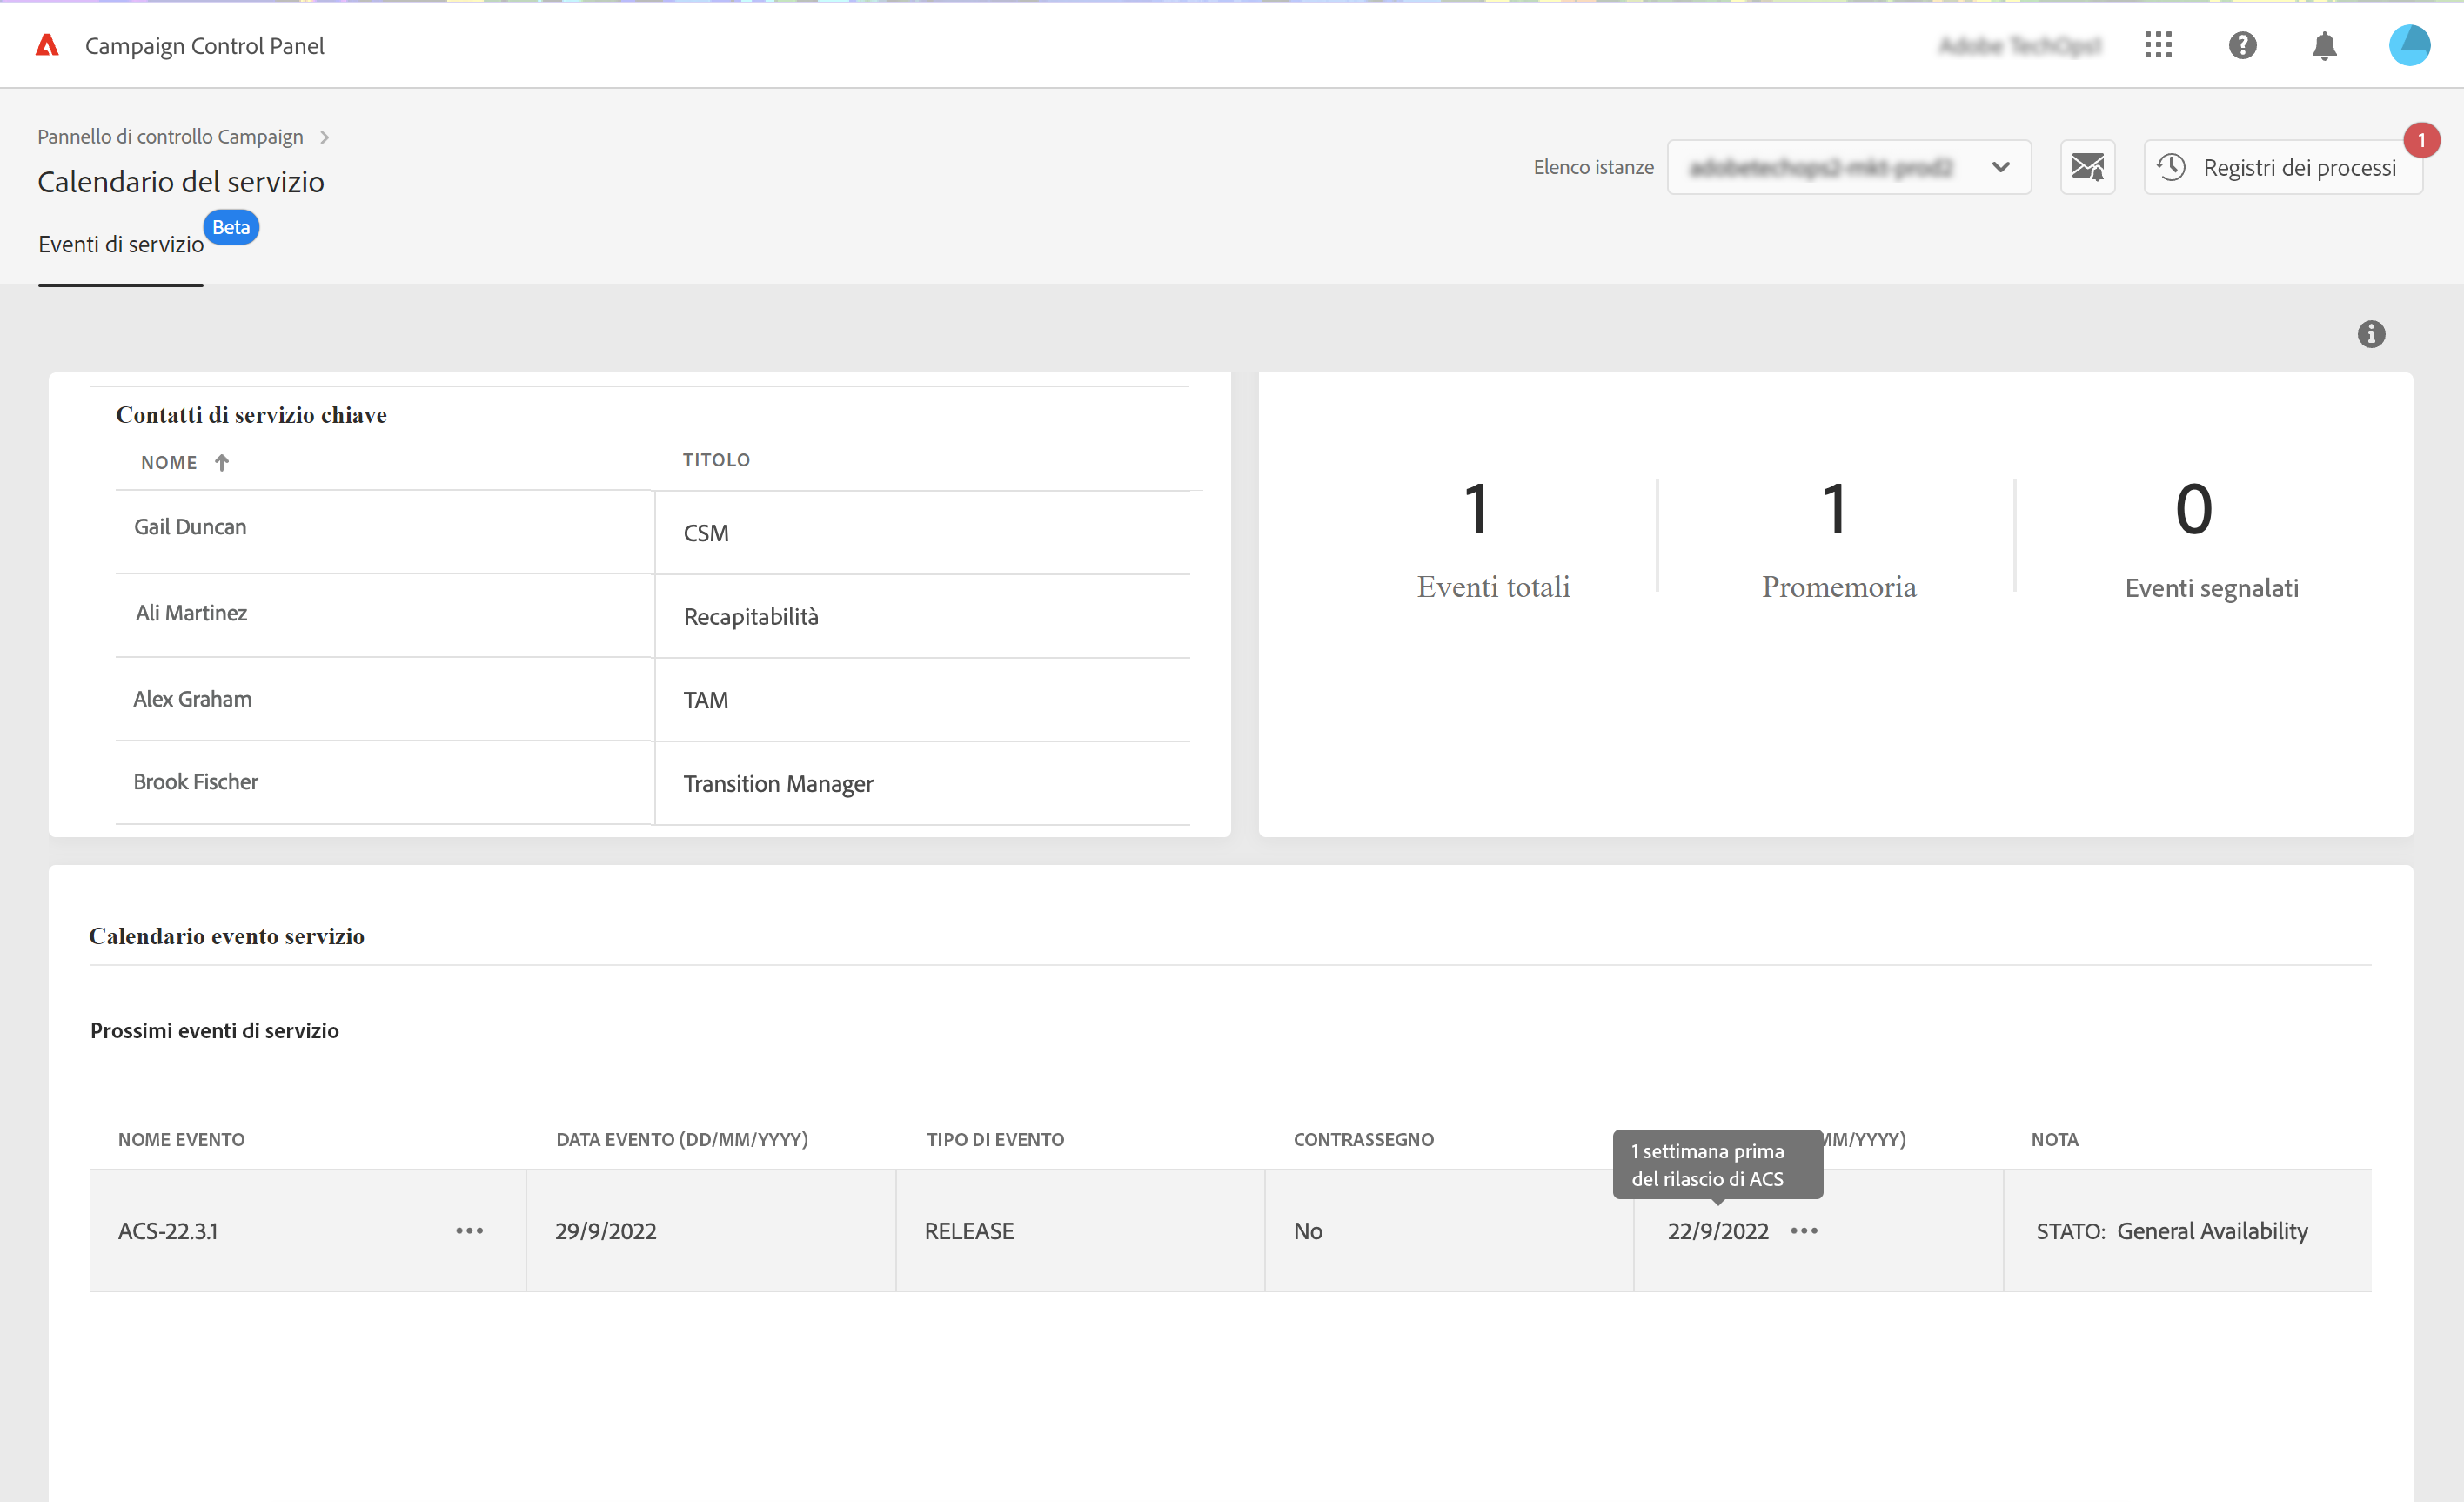 Campaign Control Panel
Pannello di controllo Campaign
Calendario del servizio
Elenco istanze
Registri dei processi
1
Eventi di servizio
Beta
Contatti di servizio chiave
NOME
TITOLO
Gail Duncan
CSM
Ali Martinez
Recapitabilità
Alex Graham
TAM
Brook Fischer
Transition Manager
1
Eventi totali
1
Promemoria
0
Eventi segnalati
Calendario evento servizio
Prossimi eventi di servizio
NOME EVENTO
DATA EVENTO (DD/MM/YYYY)
TIPO DI EVENTO
CONTRASSEGNO
MM/YYYY)
NOTA
1 settimana prima
del rilascio di ACS
ACS-22.3.1
29/9/2022
RELEASE
No
22/9/2022
STATO: General Availability